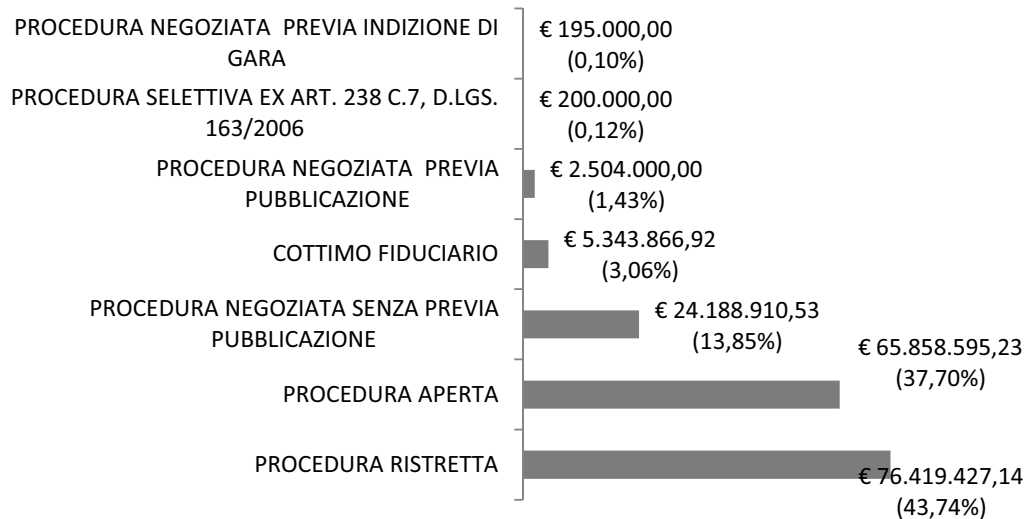 PROCEDURA NEGOZIATA  PREVIA INDIZIONE DI
GARA
€ 195.000,00
(0,10%)
PROCEDURA SELETTIVA EX ART. 238 C.7, D.LGS.
163/2006
€ 200.000,00
(0,12%)
PROCEDURA NEGOZIATA  PREVIA
PUBBLICAZIONE
€ 2.504.000,00
(1,43%)
COTTIMO FIDUCIARIO
€ 5.343.866,92
(3,06%)
PROCEDURA NEGOZIATA SENZA PREVIA
PUBBLICAZIONE
€ 24.188.910,53
(13,85%)
PROCEDURA APERTA
€ 65.858.595,23
(37,70%)
PROCEDURA RISTRETTA
€ 76.419.427,14
(43,74%)